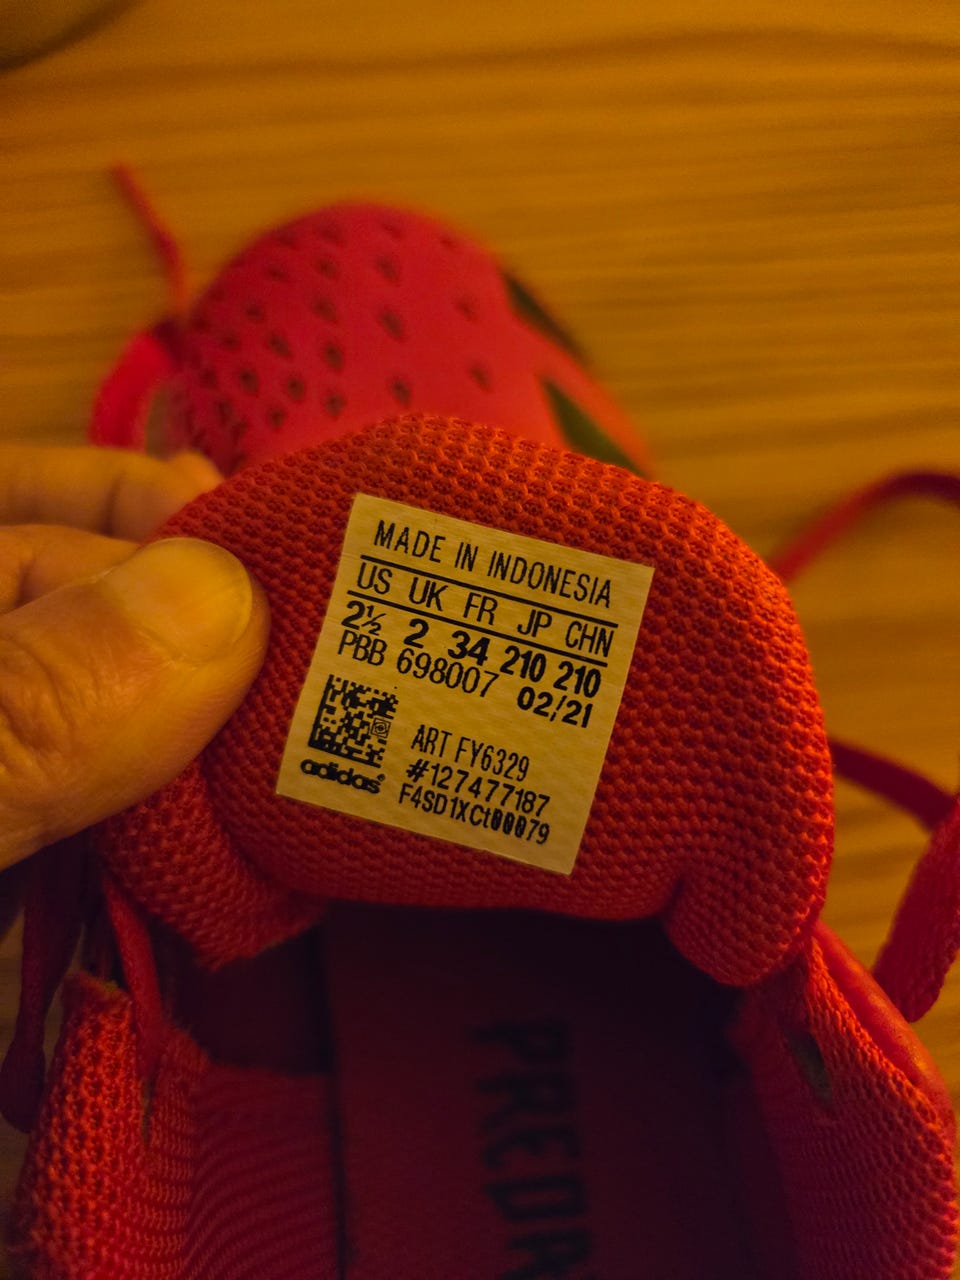 MADE IN INDONESIA
US UK FR JP CHN
2½ 2 34 210 210
PBB 698007 02/21
ART FY6329
#127477187
F4SD1XCt00079
adidas